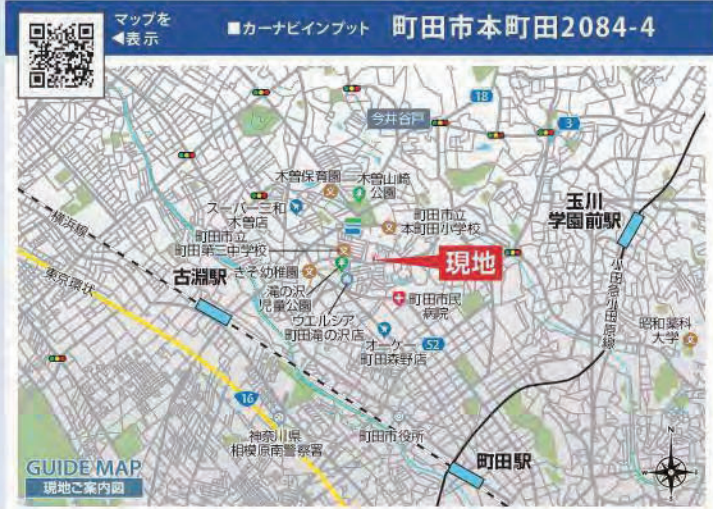 マップを
◀表示
■カーナビインプット 町田市本町田2084-4
18
今井谷戸
3
木曽保育園
木曽山崎
公園
スーパー三和
木曽店
町田市立
本町田小学校
玉川
学園前駅
横浜線
町田市立
町田第三中学校
現地
東京環状
古淵駅
きそ幼稚園
滝の沢
児童公園
町田市民
病院
小田急小田原線
ウエルシア
町田滝の沢店
昭和薬科
大学
オーケー
町田森野店
52
16
神奈川県
相模原南警察署
町田市役所
町田駅
GUIDE MAP
現地ご案内図
N